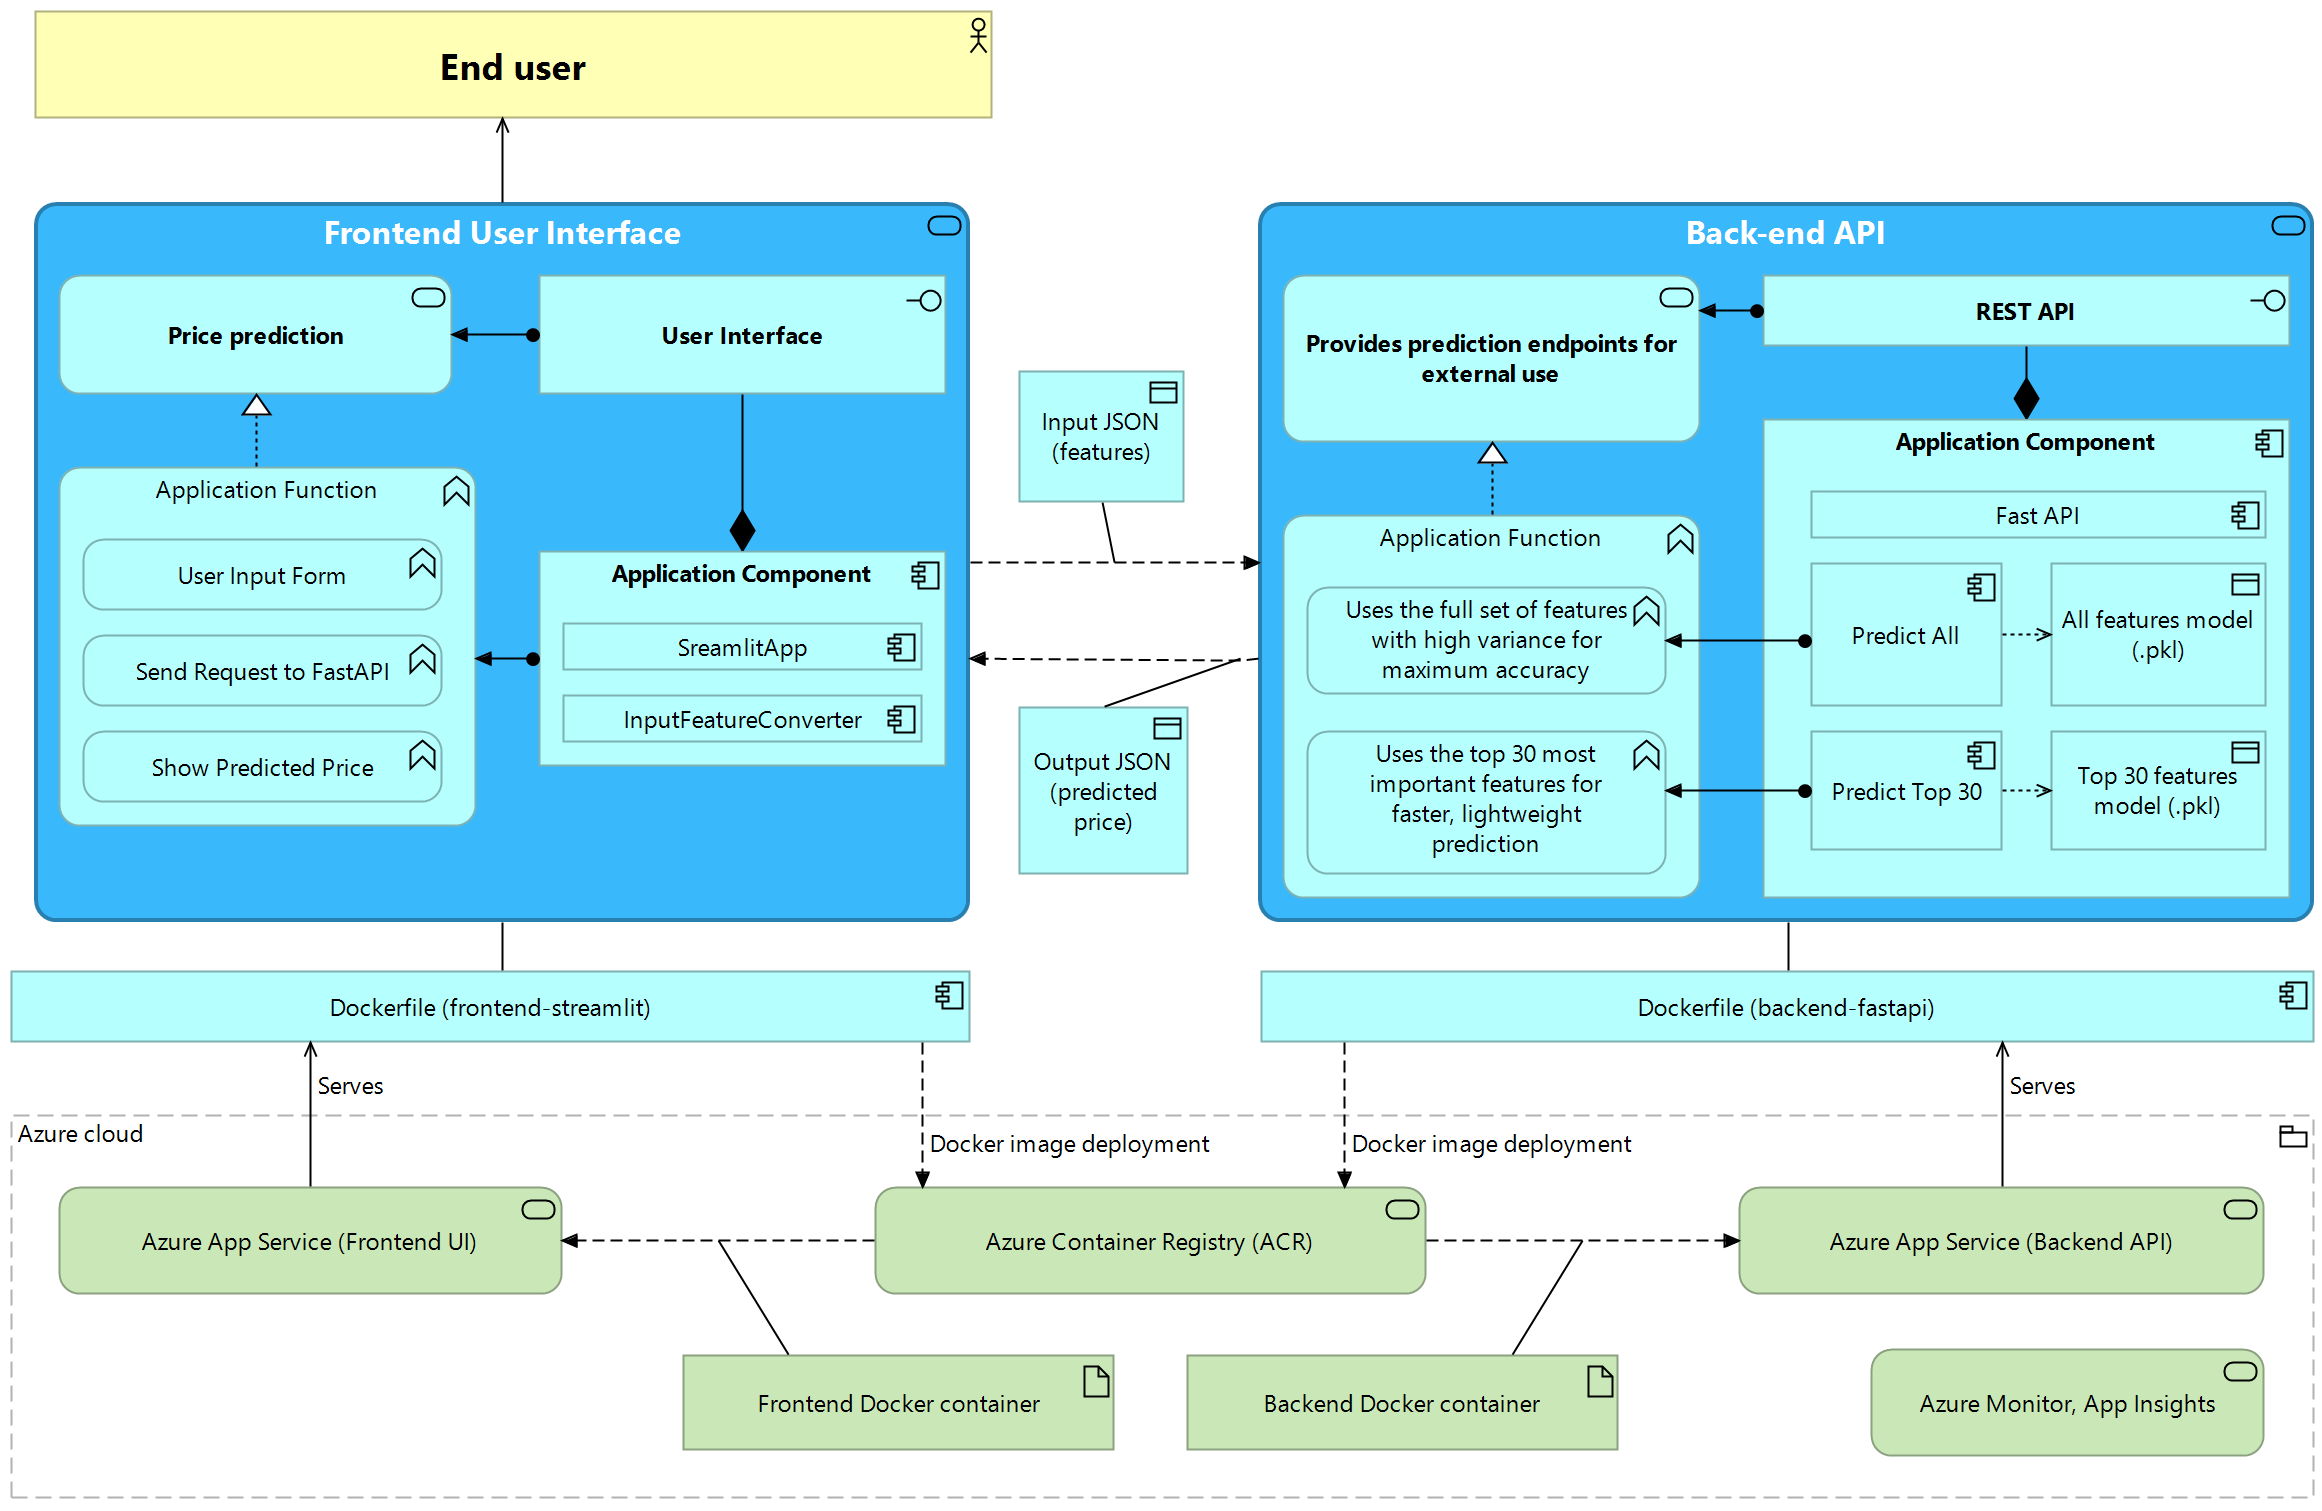 End user
Frontend User Interface
Price prediction
User Interface
Application Function
User Input Form
Send Request to FastAPI
Show Predicted Price
Application Component
SreamlitApp
InputFeatureConverter
Input JSON
(features)
Output JSON
(predicted
price)
Back-end API
Provides prediction endpoints for
external use
REST API
Application Function
Uses the full set of features
with high variance for
maximum accuracy
Uses the top 30 most
important features for
faster, lightweight
prediction
Application Component
Fast API
Predict All
All features model
(.pkl)
Predict Top 30
Top 30 features
model (.pkl)
Dockerfile (frontend-streamlit)
Dockerfile (backend-fastapi)
Serves
Serves
Azure cloud
Docker image deployment
Docker image deployment
Azure App Service (Frontend UI)
Azure Container Registry (ACR)
Azure App Service (Backend API)
Frontend Docker container
Backend Docker container
Azure Monitor, App Insights